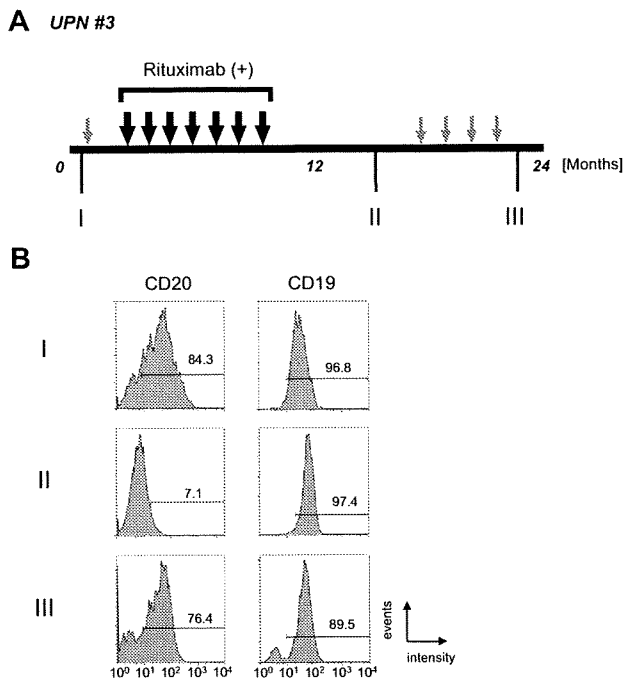 A UPN #3
Rituximab (+)
0 12 24 [Months]
I II III
B
CD20 CD19
I
84.3 96.8
II
7.1 97.4
III
76.4 89.5
events
intensity
10⁰ 10¹ 10² 10³ 10⁴ 10⁰ 10¹ 10² 10³ 10⁴